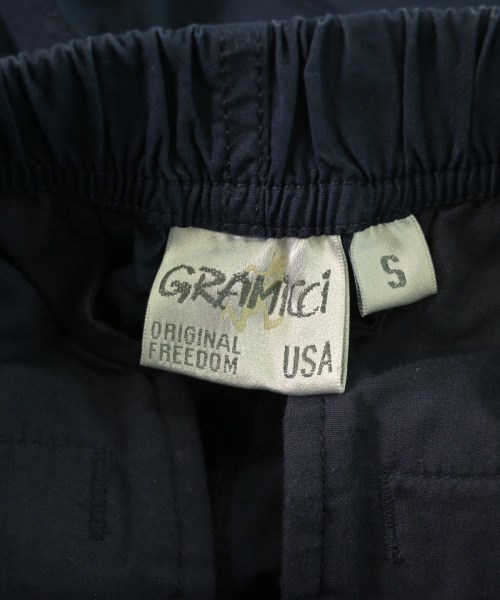 GRAMICCi
ORIGINAL
FREEDOM
USA
S